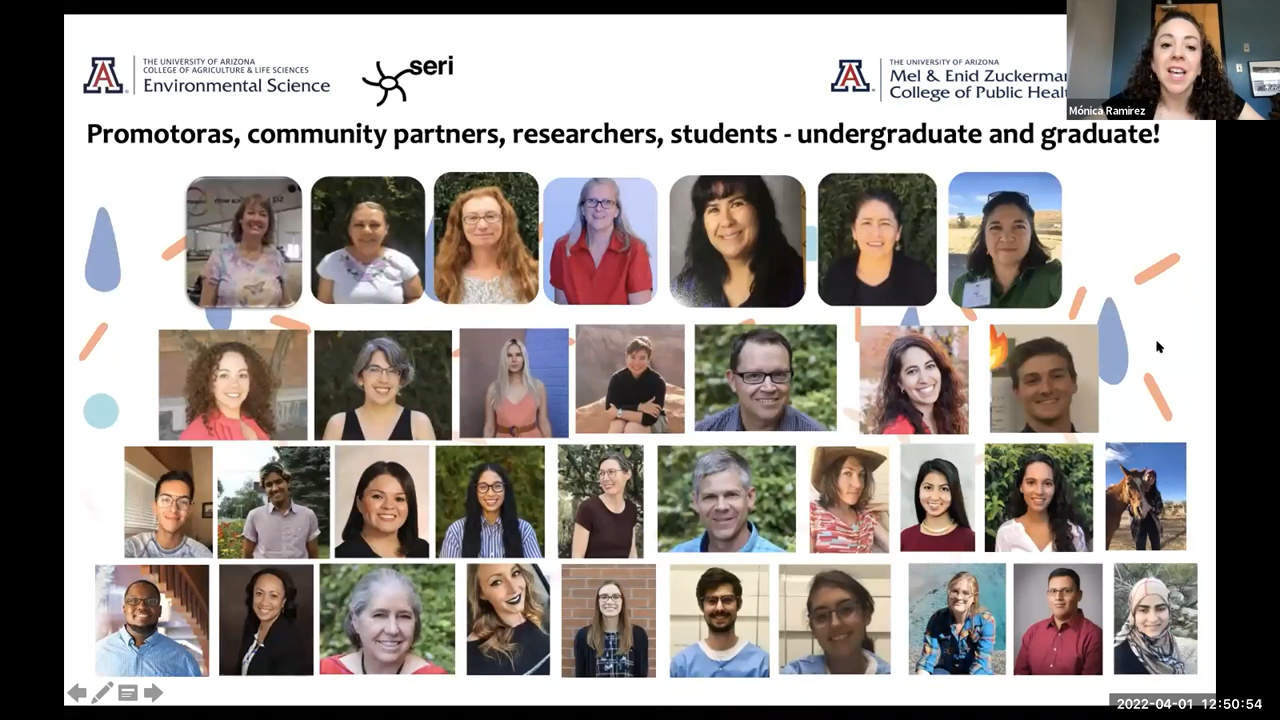 THE UNIVERSITY OF ARIZONA
COLLEGE OF AGRICULTURE & LIFE SCIENCES
Environmental Science
seri
THE UNIVERSITY OF ARIZONA
Mel & Enid Zuckerman
College of Public Healt
Mónica Ramirez
Promotoras, community partners, researchers, students - undergraduate and graduate!
2022-04-01 12:50:54